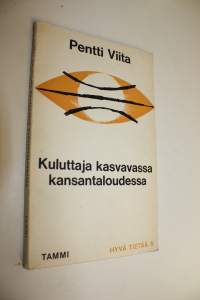 Pentti Viita
Kuluttaja kasvavassa
kansantaloudessa
TAMMI
HYVÄ TIETÄÄ 5